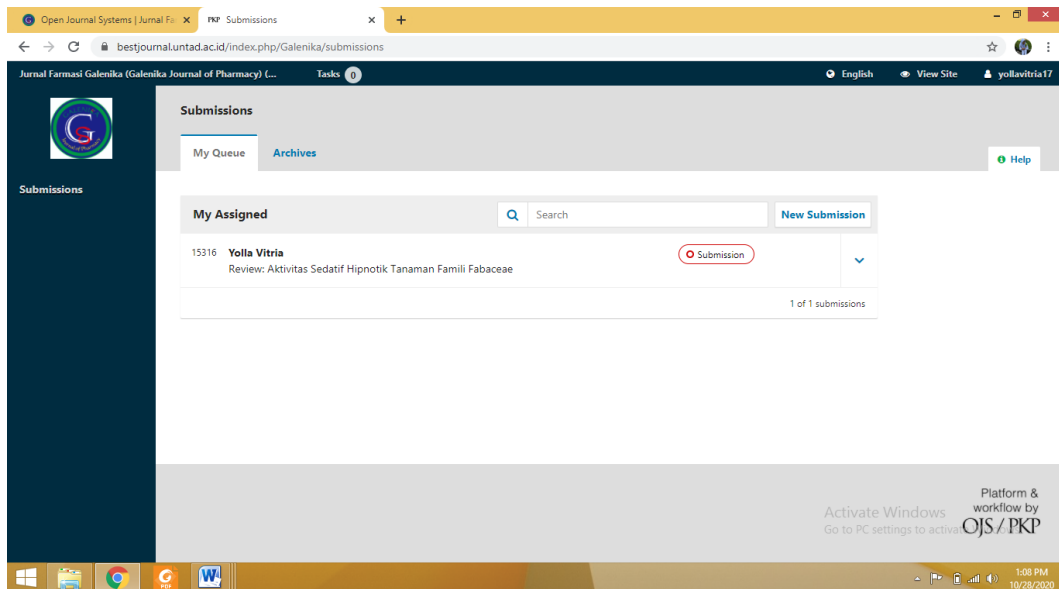 Open Journal Systems | Jurnal Fa
PKP Submissions
bestjournal.untad.ac.id/index.php/Galenika/submissions
Jurnal Farmasi Galenika (Galenika Journal of Pharmacy) (...
Tasks 0
English
View Site
yollavitria17
Submissions
Submissions
My Queue
Archives
Help
My Assigned
Search
New Submission
15316 Yolla Vitria
Review: Aktivitas Sedatif Hipnotik Tanaman Famili Fabaceae
Submission
1 of 1 submissions
Activate Windows
Go to PC settings to activate
Platform &
workflow by
OJS / PKP
1:08 PM
10/28/2020